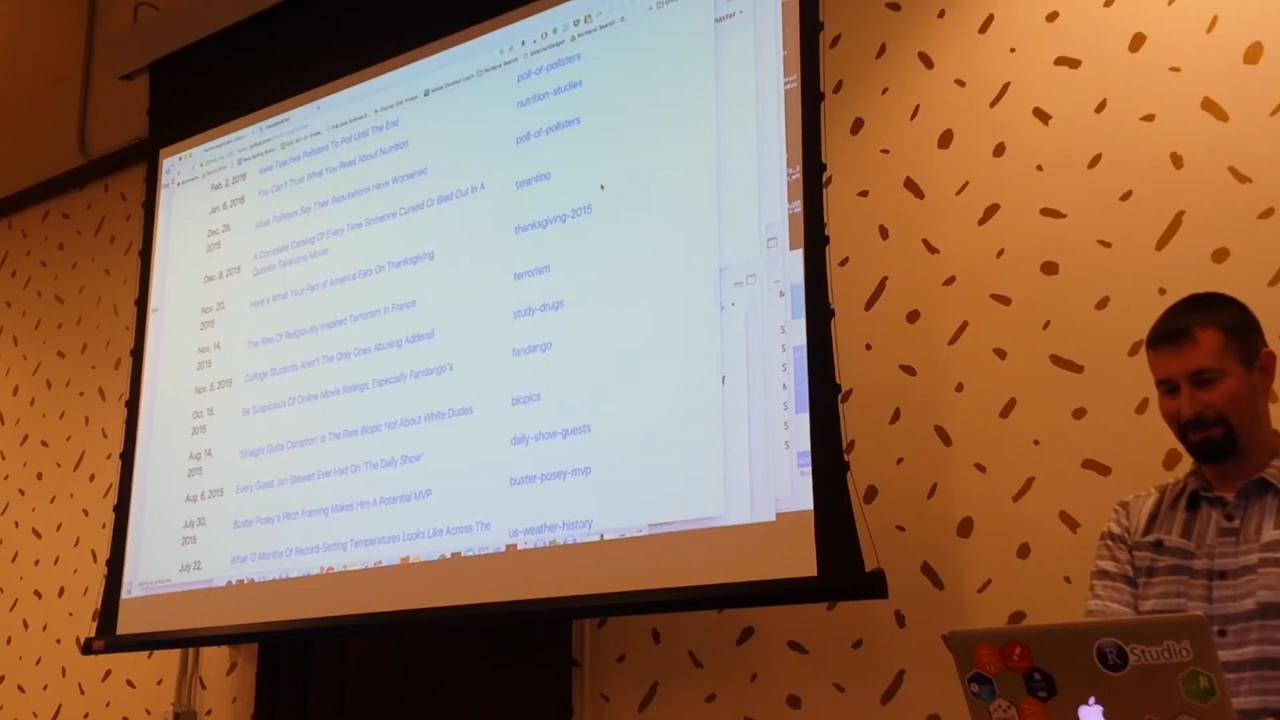 poll-of-pollsters
Feb. 2, 2016 Iowa Teaches Pollsters To Poll Until The End nutrition-studies
Jan. 6, 2016 You Can't Trust What You Read About Nutrition poll-of-pollsters
Dec. 28, 2015 Most Pollsters Say Their Reputations Have Worsened tarantino
Dec. 9, 2015 A Complete Catalog Of Every Time Someone Cursed Or Bled Out In A
Quentin Tarantino Movie thanksgiving-2015
Nov. 20, 2015 Here's What Your Part of America Eats On Thanksgiving terrorism
Nov. 14, 2015 The Rise Of Religiously Inspired Terrorism In France study-drugs
Nov. 5, 2015 College Students Aren't The Only Ones Abusing Adderall fandango
Oct. 15, 2015 Be Suspicious Of Online Movie Ratings, Especially Fandango's biopics
Aug. 14, 2015 'Straight Outta Compton' Is The Rare Biopic Not About White Dudes daily-show-guests
Aug. 6, 2015 Every Guest Jon Stewart Ever Had On 'The Daily Show' buster-posey-mvp
July 30, 2015 Buster Posey's Pitch Framing Makes Him A Potential MVP us-weather-history
July 22, What 12 Months Of Record-Setting Temperatures Looks Like Across The
R Studio
R